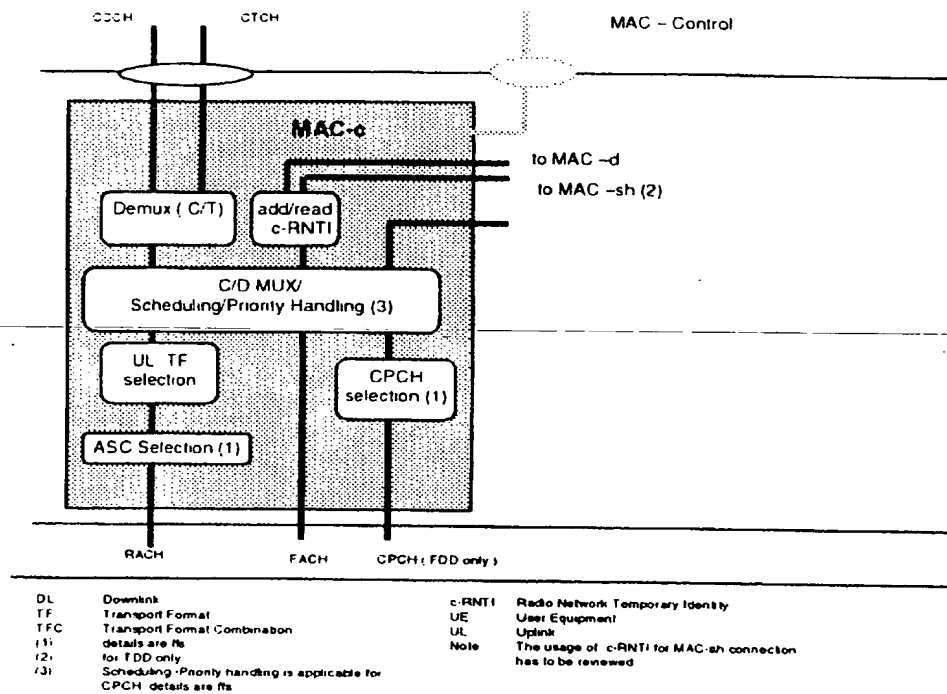 CCCH CTCH
MAC – Control
MAC-c
to MAC –d
to MAC –sh (2)
Demux ( C/T)
add/read
c-RNTI
C/D MUX/
Scheduling/Priority Handling (3)
UL TF
selection
CPCH
selection (1)
ASC Selection (1)
RACH FACH CPCH ( FDD only )
DL Downlink
TF Transport Format
TFC Transport Format Combination
(1) details are ffs
(2) for TDD only
(3) Scheduling -Priority handling is applicable for
CPCH details are ffs
c-RNTI Radio Network Temporary Identity
UE User Equipment
UL Uplink
Note The usage of c-RNTI for MAC-sh connection
has to be reviewed